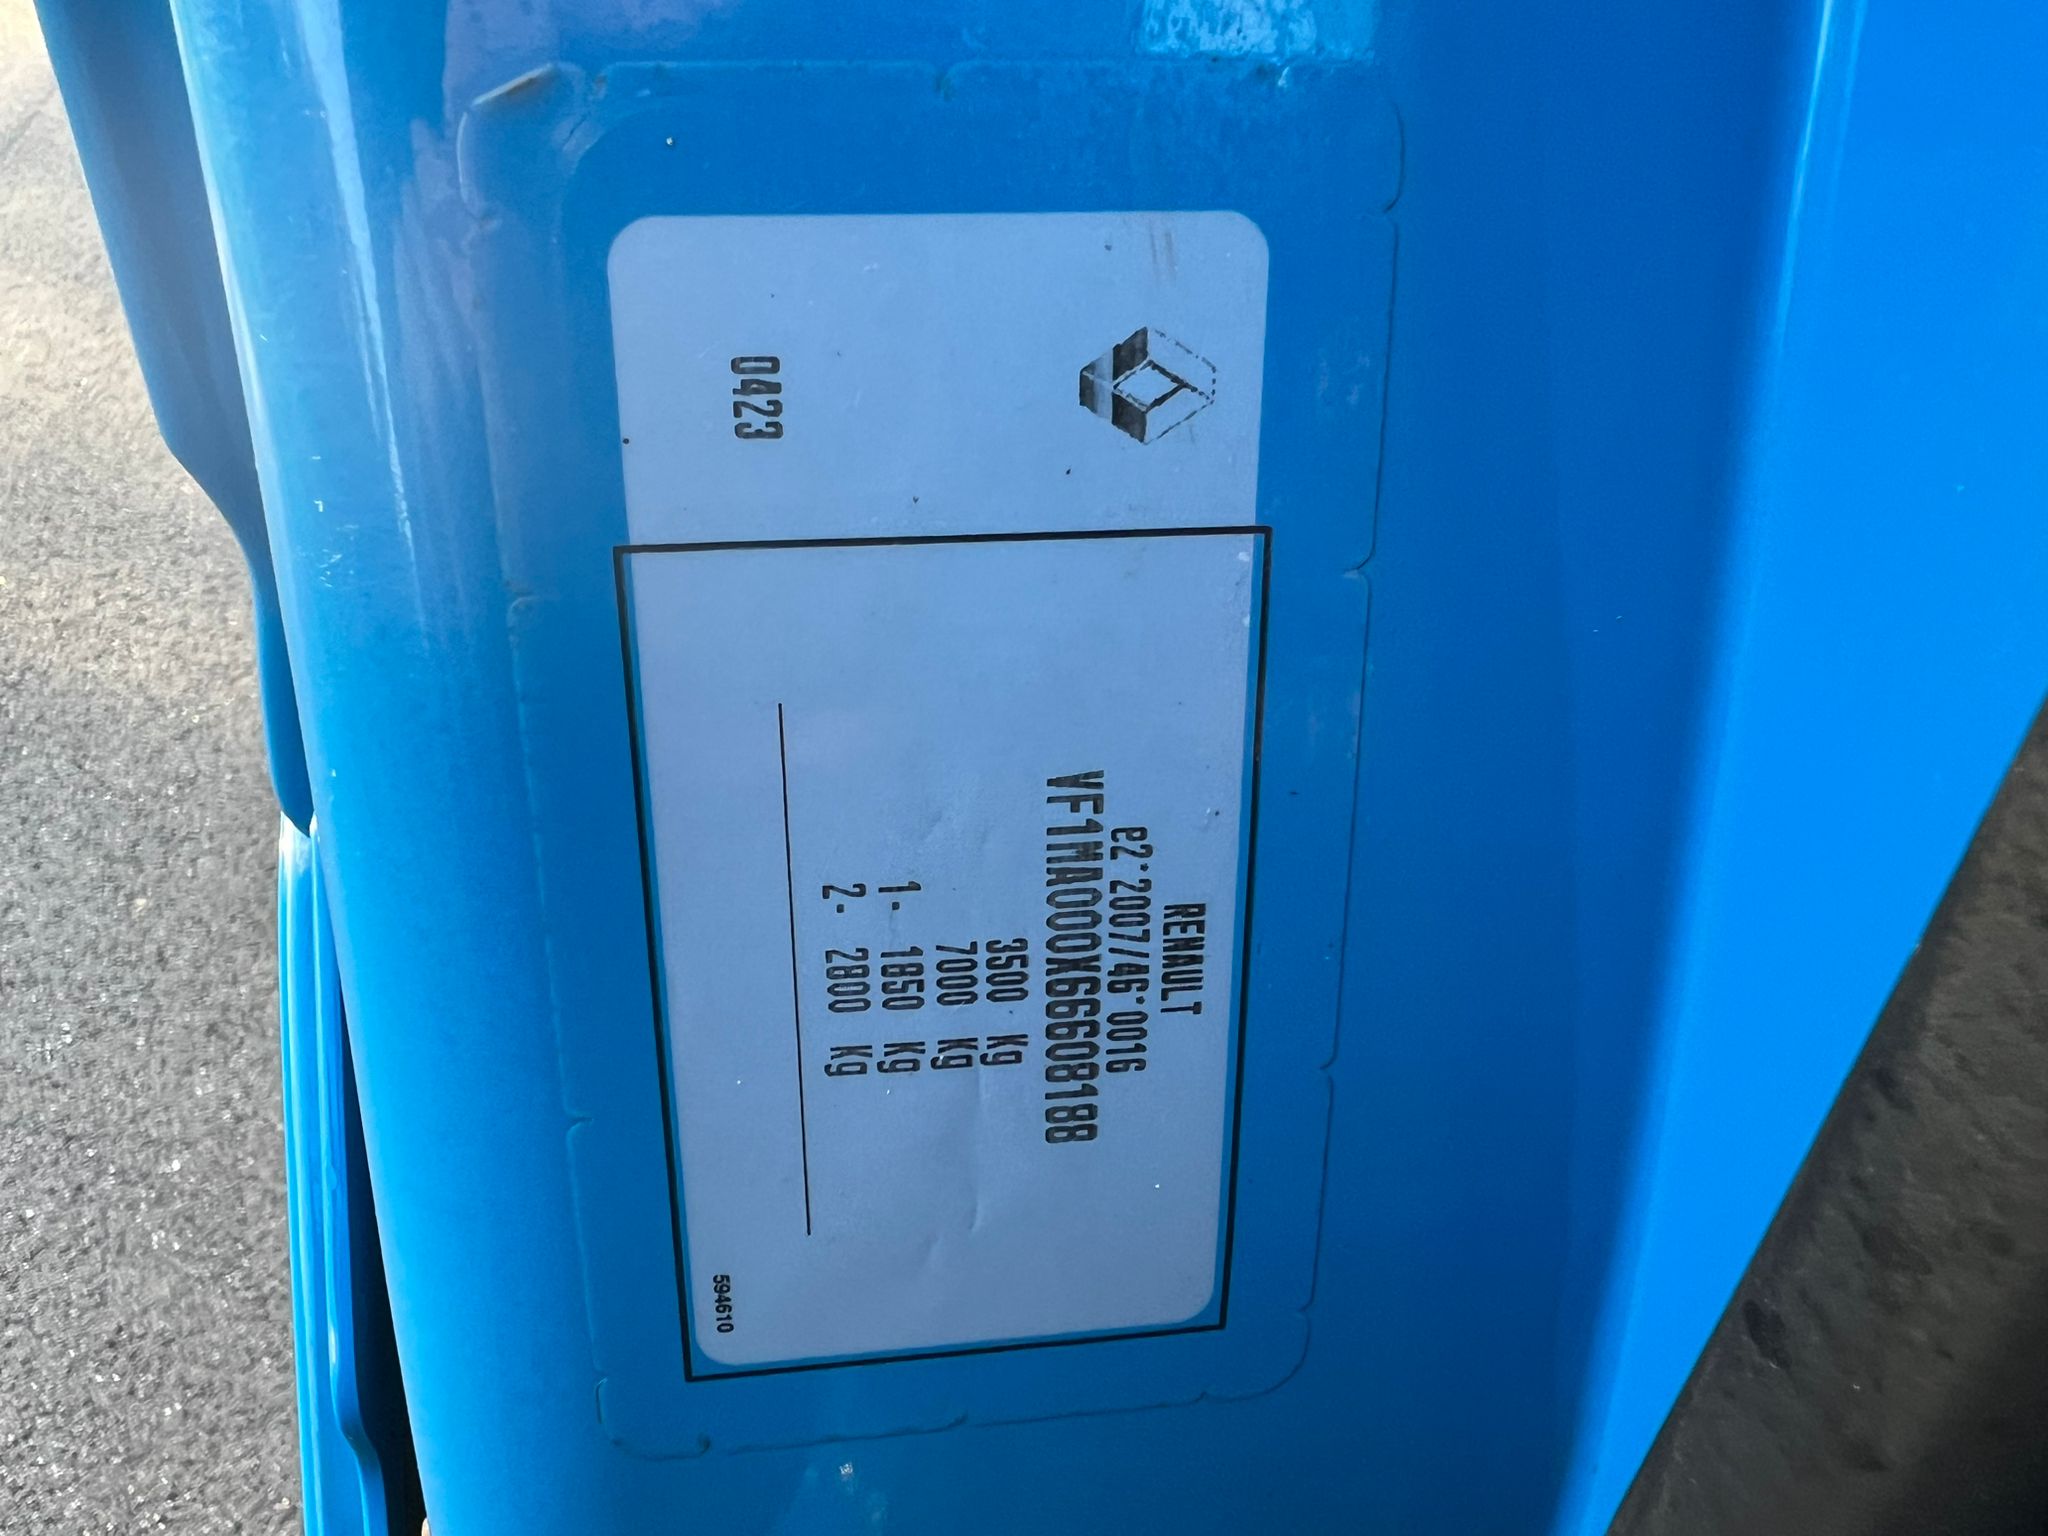 RENAULT
e2*2007/46*0016
VF1MA000X66608188
3500 Kg
7000 Kg
1- 1850 Kg
2- 2800 Kg
0423
594610